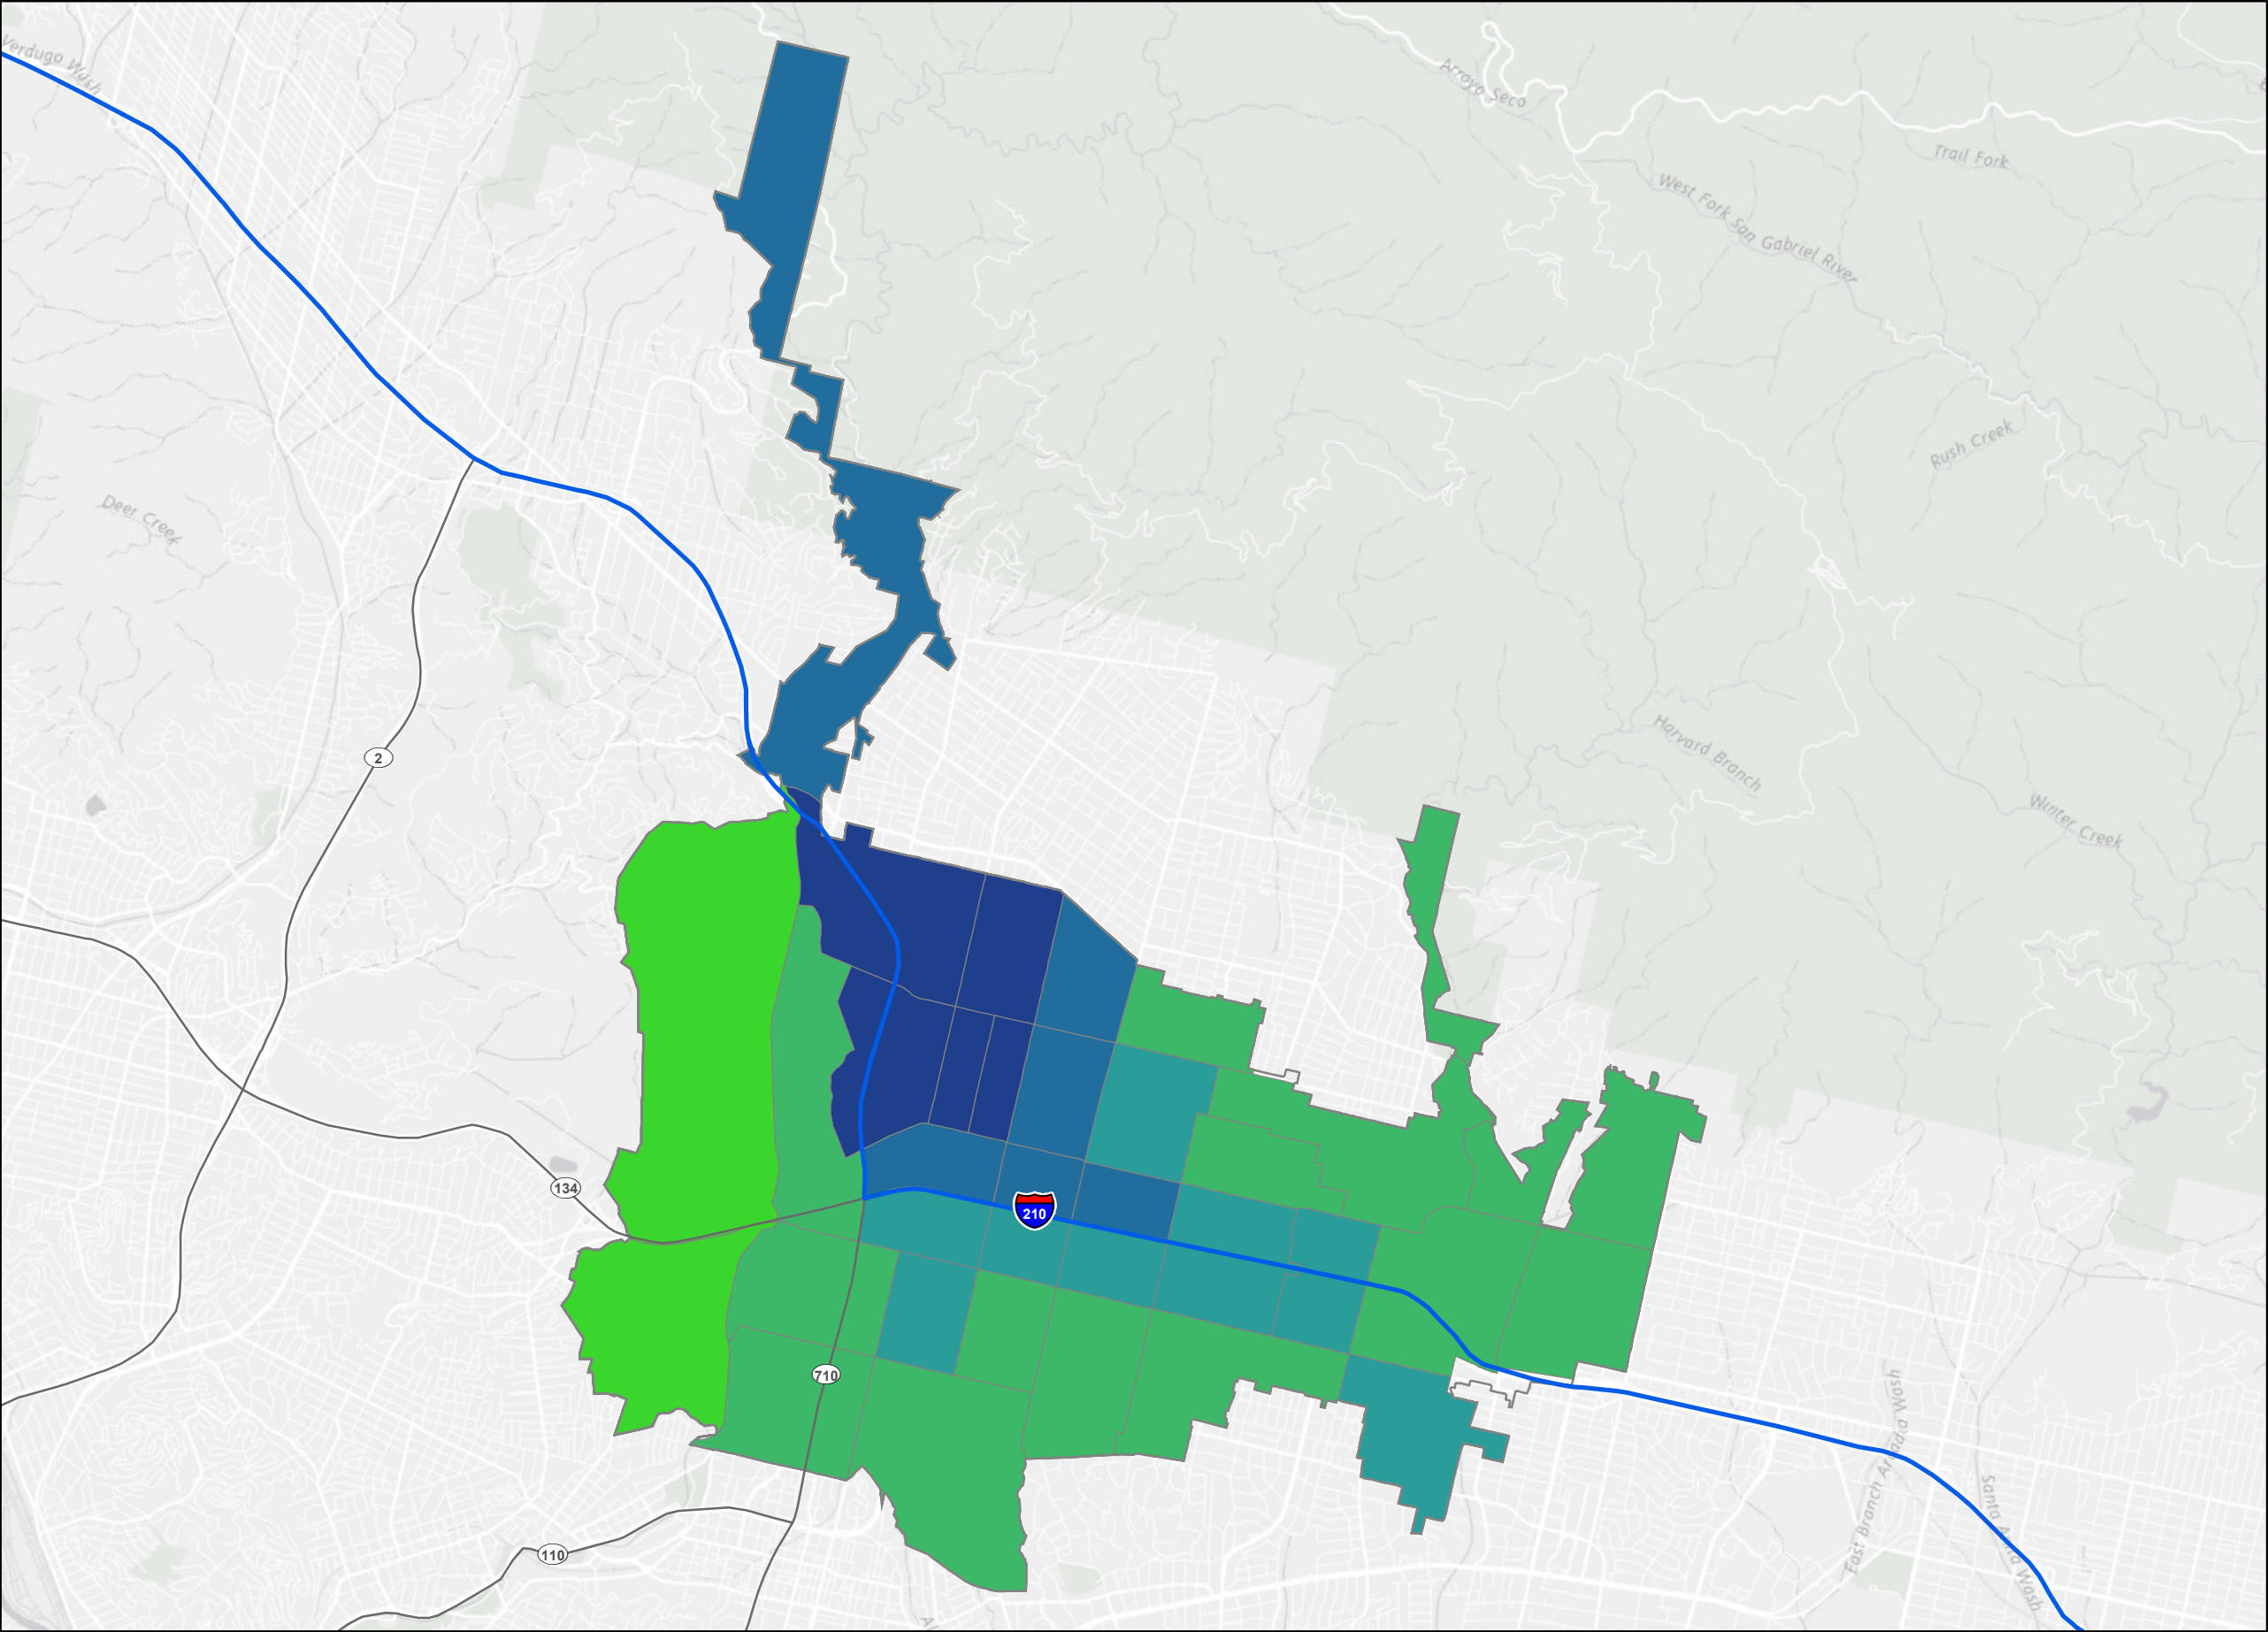 Verdugo Wash
Arroyo Seco
Trail Fork
West Fork San Gabriel River
Rush Creek
Deer Creek
Harvard Branch
2
Winter Creek
134
210
710
East Branch Arcadia Wash
Santa Anita Wash
110